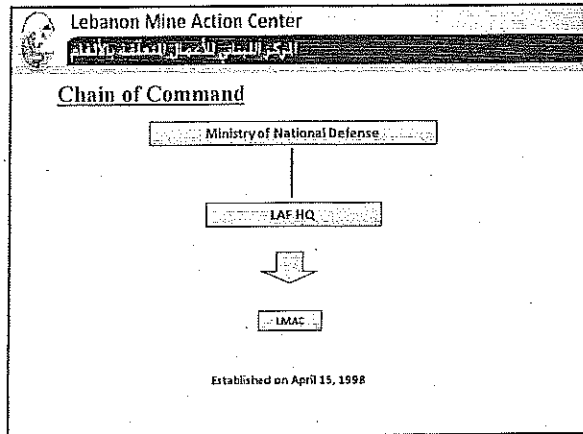 Lebanon Mine Action Center
Chain of Command
Ministry of National Defense
LAF HQ
LMAC
Established on April 15, 1998